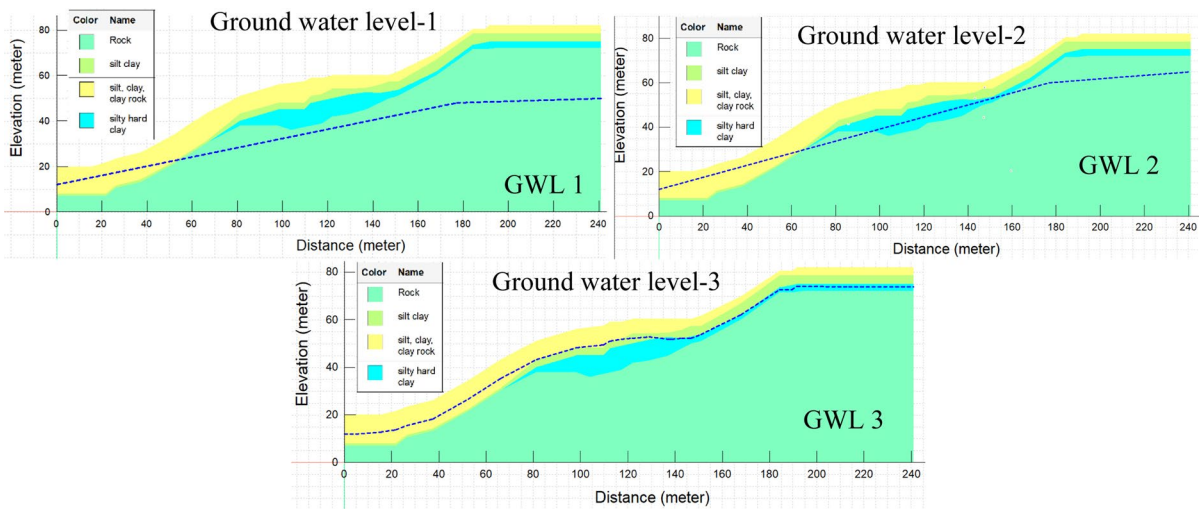 Ground water level-1
Color Name
Rock
silt clay
silt, clay,
clay rock
silty hard
clay
Elevation (meter)
80
60
40
20
0
GWL 1
0 20 40 60 80 100 120 140 160 180 200 220 240
Distance (meter)
Ground water level-2
Color Name
Rock
silt clay
silt, clay,
clay rock
silty hard
clay
Elevation (meter)
80
60
40
20
0
GWL 2
0 20 40 60 80 100 120 140 160 180 200 220 240
Distance (meter)
Ground water level-3
Color Name
Rock
silt clay
silt, clay,
clay rock
silty hard
clay
Elevation (meter)
80
60
40
20
0
GWL 3
0 20 40 60 80 100 120 140 160 180 200 220 240
Distance (meter)